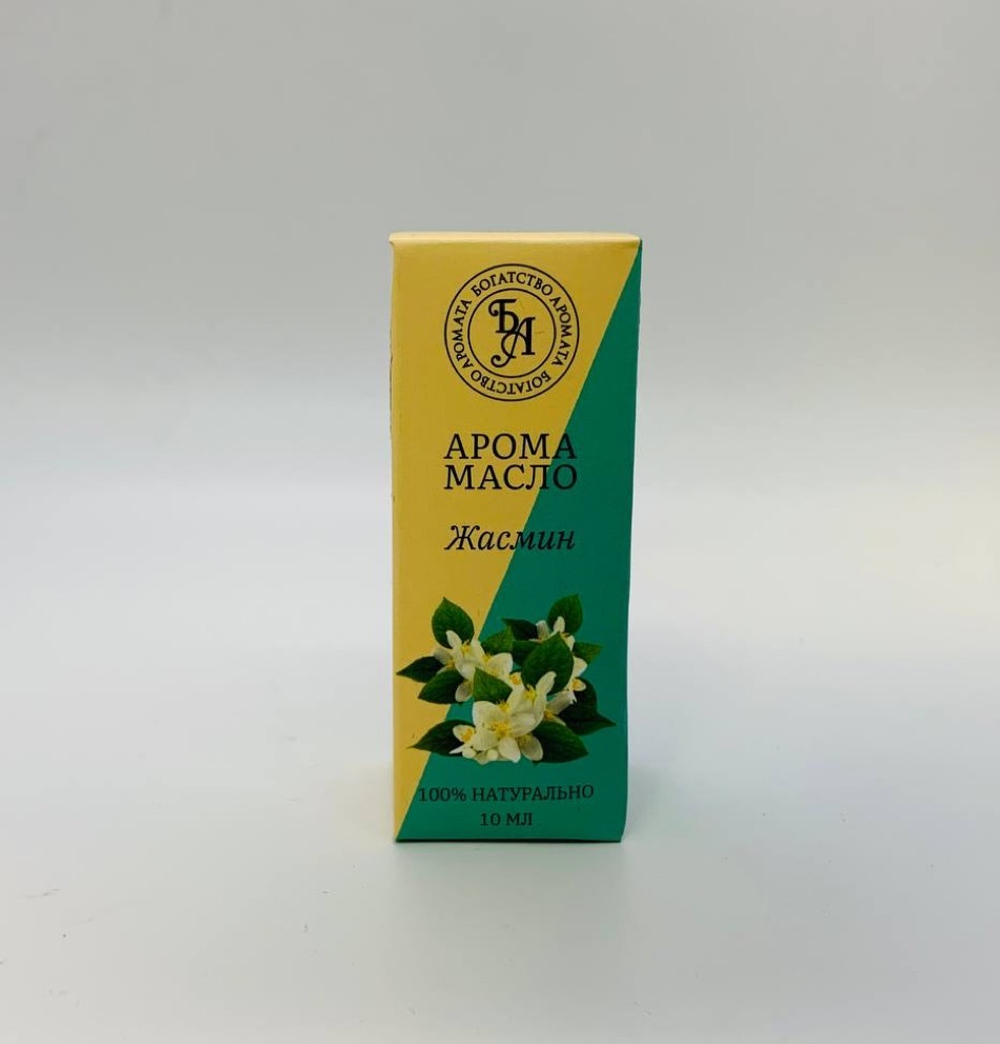 БОГАТСТВО АРОМАТА БОГАТСТВО АРОМАТА
БА
АРОМА
МАСЛО
Жасмин
100% НАТУРАЛЬНО
10 МЛ